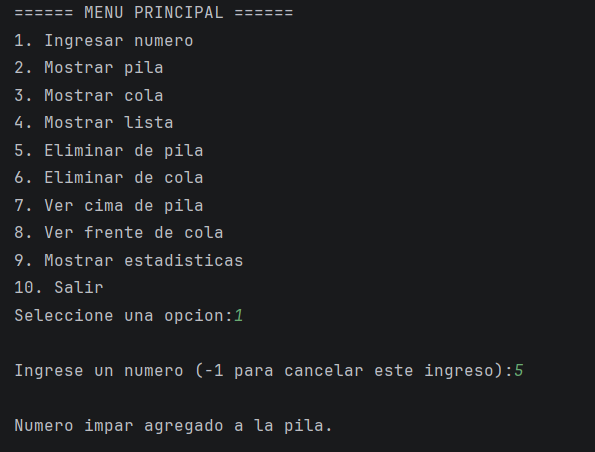 ====== MENU PRINCIPAL ======
1. Ingresar numero
2. Mostrar pila
3. Mostrar cola
4. Mostrar lista
5. Eliminar de pila
6. Eliminar de cola
7. Ver cima de pila
8. Ver frente de cola
9. Mostrar estadisticas
10. Salir
Seleccione una opcion:1
Ingrese un numero (-1 para cancelar este ingreso):5
Numero impar agregado a la pila.